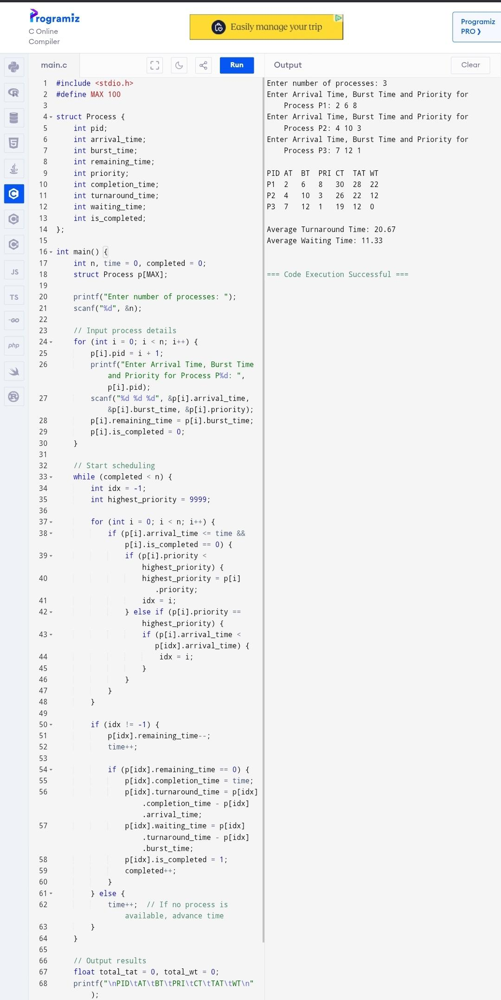 Programiz
C Online
Compiler
Easily manage your trip
Programiz
PRO ❯
main.c
Run
Output
Clear
JS
TS
GO
php
1 #include <stdio.h>
2 #define MAX 100
3
4 struct Process {
5     int pid;
6     int arrival_time;
7     int burst_time;
8     int remaining_time;
9     int priority;
10     int completion_time;
11     int turnaround_time;
12     int waiting_time;
13     int is_completed;
14 };
15
16 int main() {
17     int n, time = 0, completed = 0;
18     struct Process p[MAX];
19
20     printf("Enter number of processes: ");
21     scanf("%d", &n);
22
23     // Input process details
24     for (int i = 0; i < n; i++) {
25         p[i].pid = i + 1;
26         printf("Enter Arrival Time, Burst Time
and Priority for Process P%d: ",
p[i].pid);
27         scanf("%d %d %d", &p[i].arrival_time,
&p[i].burst_time, &p[i].priority);
28         p[i].remaining_time = p[i].burst_time;
29         p[i].is_completed = 0;
30     }
31
32     // Start scheduling
33     while (completed < n) {
34         int idx = -1;
35         int highest_priority = 9999;
36
37         for (int i = 0; i < n; i++) {
38             if (p[i].arrival_time <= time &&
p[i].is_completed == 0) {
39                 if (p[i].priority <
highest_priority) {
40                     highest_priority = p[i]
.priority;
41                     idx = i;
42                 } else if (p[i].priority ==
highest_priority) {
43                     if (p[i].arrival_time <
p[idx].arrival_time) {
44                         idx = i;
45                     }
46                 }
47             }
48         }
49
50         if (idx != -1) {
51             p[idx].remaining_time--;
52             time++;
53
54             if (p[idx].remaining_time == 0) {
55                 p[idx].completion_time = time;
56                 p[idx].turnaround_time = p[idx]
.completion_time - p[idx]
.arrival_time;
57                 p[idx].waiting_time = p[idx]
.turnaround_time - p[idx]
.burst_time;
58                 p[idx].is_completed = 1;
59                 completed++;
60             }
61         } else {
62             time++;  // If no process is
available, advance time
63         }
64     }
65
66     // Output results
67     float total_tat = 0, total_wt = 0;
68     printf("\nPID\tAT\tBT\tPRI\tCT\tTAT\tWT\n"
);
Enter number of processes: 3
Enter Arrival Time, Burst Time and Priority for
Process P1: 2 6 8
Enter Arrival Time, Burst Time and Priority for
Process P2: 4 10 3
Enter Arrival Time, Burst Time and Priority for
Process P3: 7 12 1
PID AT  BT  PRI CT  TAT WT
P1  2   6   8   30  28  22
P2  4   10  3   26  22  12
P3  7   12  1   19  12  0
Average Turnaround Time: 20.67
Average Waiting Time: 11.33
=== Code Execution Successful ===